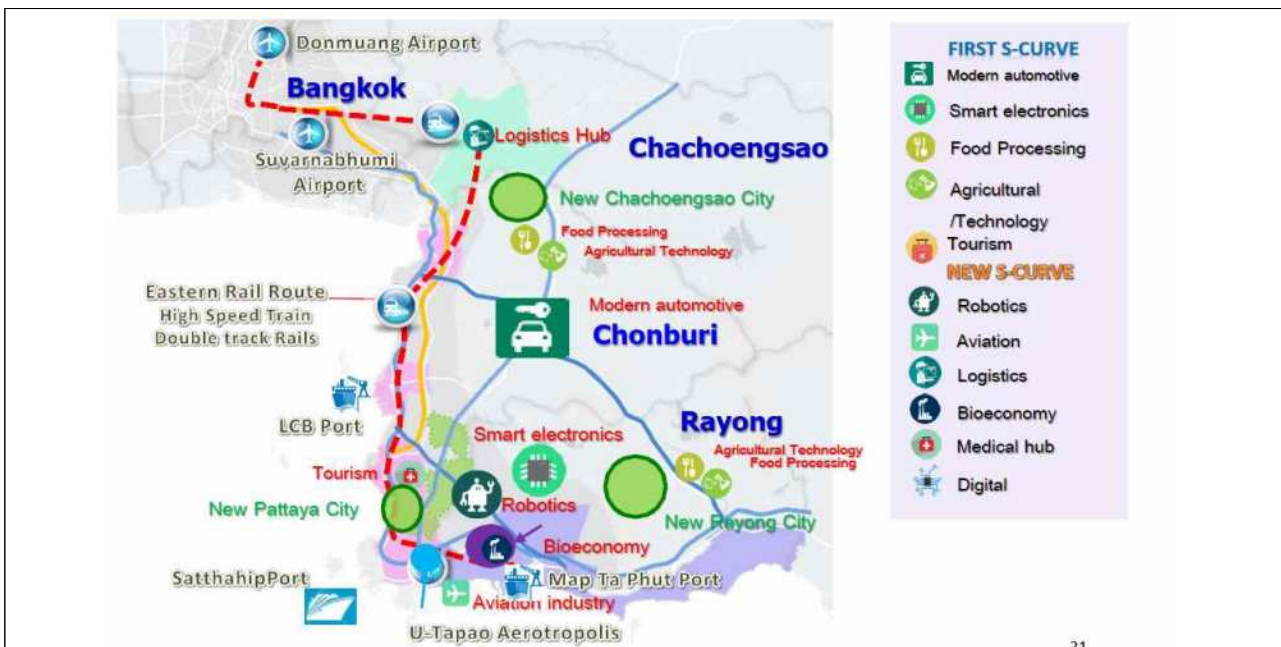 Donmuang Airport
Bangkok
Logistics Hub
Suvarnabhumi
Airport
Chachoengsao
New Chachoengsao City
Food Processing
Agricultural Technology
Eastern Rail Route
High Speed Train
Double track Rails
Modern automotive
Chonburi
LCB Port
Rayong
Smart electronics
Agricultural Technology
Food Processing
Tourism
New Pattaya City
Robotics
New Rayong City
Bioeconomy
SatthahipPort
Map Ta Phut Port
Aviation industry
U-Tapao Aerotropolis
FIRST S-CURVE
Modern automotive
Smart electronics
Food Processing
Agricultural
/Technology
Tourism
NEW S-CURVE
Robotics
Aviation
Logistics
Bioeconomy
Medical hub
Digital